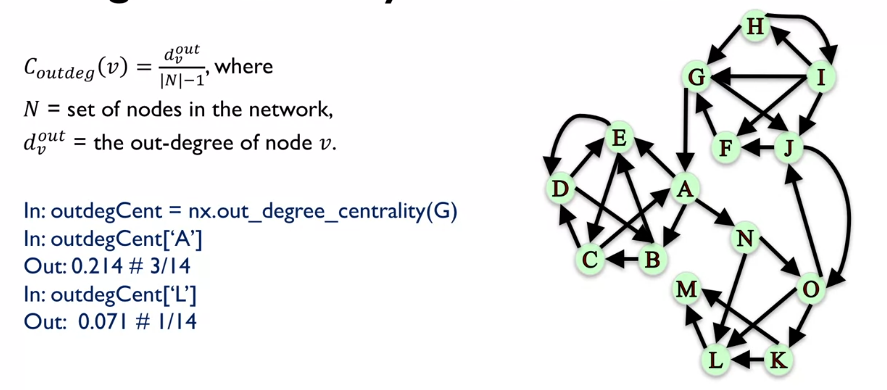 C_outdeg(v) = d_v^out / |N|−1, where
N = set of nodes in the network,
d_v^out = the out-degree of node v.
In: outdegCent = nx.out_degree_centrality(G)
In: outdegCent[‘A’]
Out: 0.214 # 3/14
In: outdegCent[‘L’]
Out: 0.071 # 1/14
H
G
I
F
J
E
D
A
C
B
N
M
O
L
K